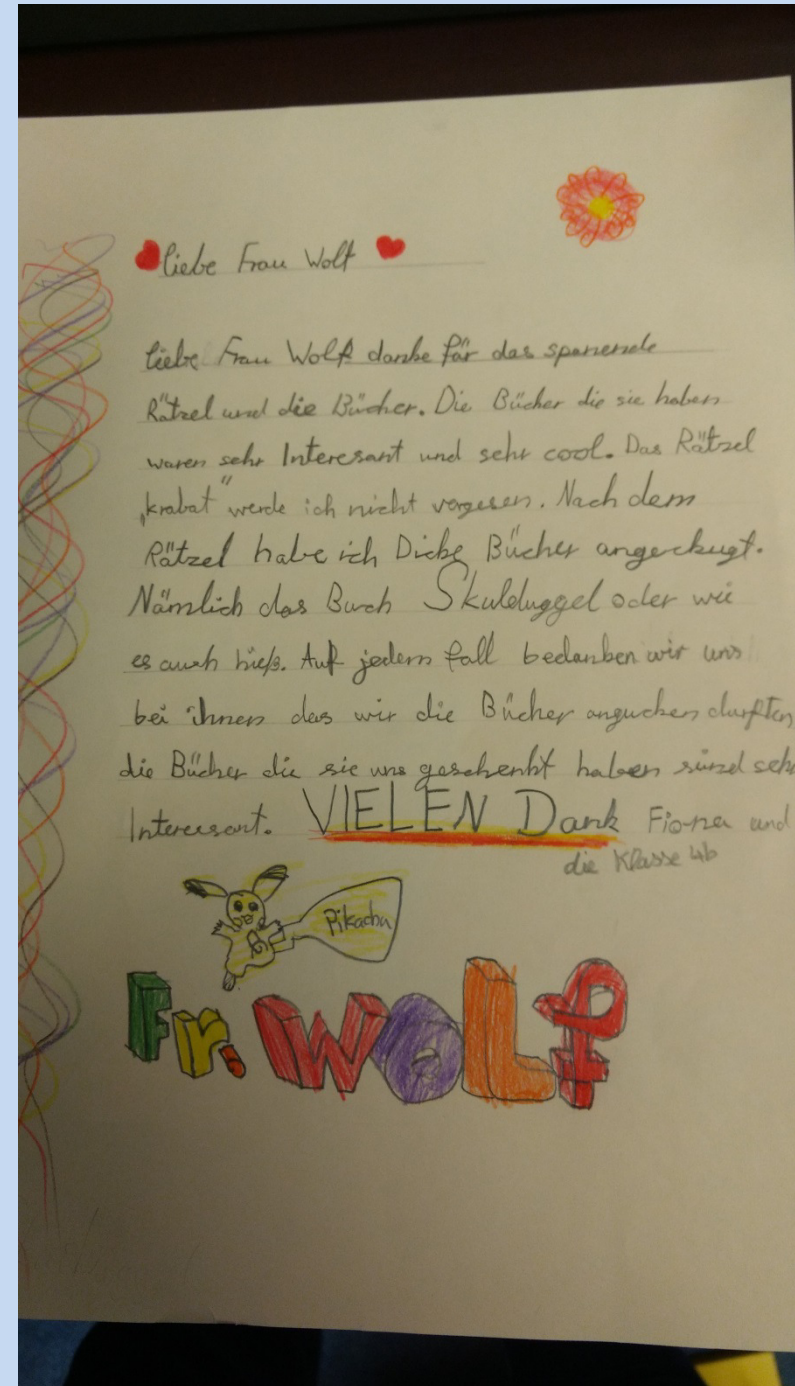 liebe Frau Wolf
liebe Frau Wolf danke für das spanende
Rätzel und die Bücher. Die Bücher die sie haben
waren sehr Interesant und sehr cool. Das Rätzel
„krabat“ werde ich nicht vergesen. Nach dem
Rätzel habe ich Dicke Bücher angeckugt.
Nämlich das Buch Skulduggel oder wie
es auch hieß. Auf jedem fall bedanken wir uns
bei ihnen das wir die Bücher angucken durften
die Bücher die sie uns geschenkt haben sind sehr
Interessant. VIELEN Dank Fiona und
die Klasse 4b
Pikachu
Fr. WOLf